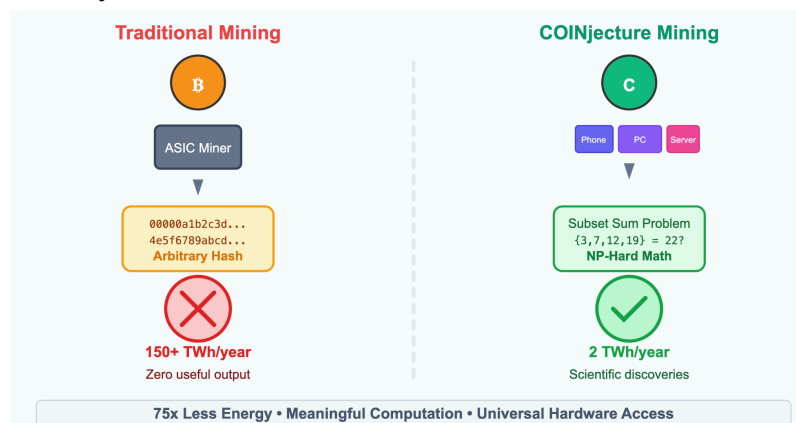 Traditional Mining
₿
ASIC Miner
00000a1b2c3d...
4e5f6789abcd...
Arbitrary Hash
150+ TWh/year
Zero useful output
COINjecture Mining
C
Phone PC Server
Subset Sum Problem
{3,7,12,19} = 22?
NP-Hard Math
2 TWh/year
Scientific discoveries
75x Less Energy • Meaningful Computation • Universal Hardware Access